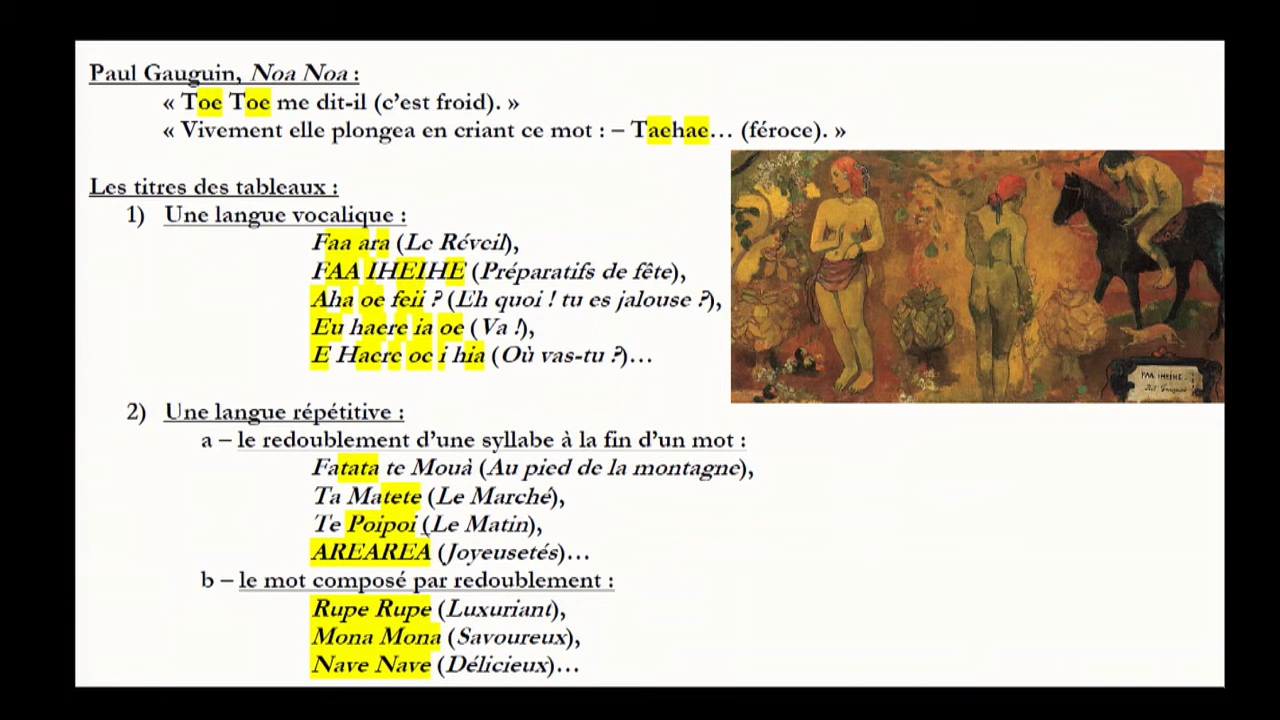 Paul Gauguin, Noa Noa :
« Toe Toe me dit-il (c’est froid). »
« Vivement elle plongea en criant ce mot : – Taehae… (féroce). »
Les titres des tableaux :
1) Une langue vocalique :
Faa ara (Le Réveil),
FAA IHEIHE (Préparatifs de fête),
Aha oe feii ? (Eh quoi ! tu es jalouse ?),
Eu haere ia oe (Va !),
E Haere oe i hia (Où vas-tu ?)…
FAA IHEIHE
2) Une langue répétitive :
a – le redoublement d’une syllabe à la fin d’un mot :
Fatata te Mouà (Au pied de la montagne),
Ta Matete (Le Marché),
Te Poipoi (Le Matin),
AREAREA (Joyeusetés)…
b – le mot composé par redoublement :
Rupe Rupe (Luxuriant),
Mona Mona (Savoureux),
Nave Nave (Délicieux)…